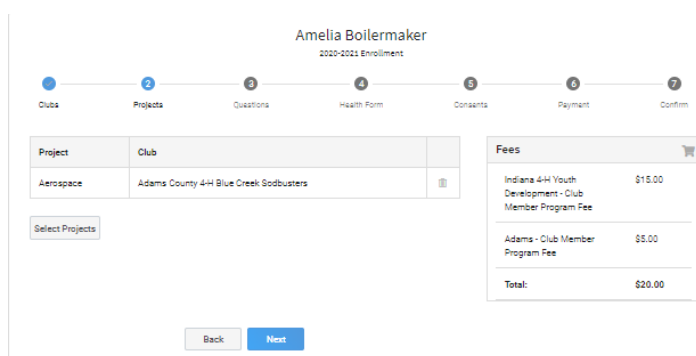 Amelia Boilermaker
2020-2021 Enrollment
2 3 4 5 6 7
Clubs Projects Questions Health Form Consents Payment Confirm
Project Club
Aerospace Adams County 4-H Blue Creek Sodbusters
Select Projects
Fees
Indiana 4-H Youth $15.00
Development - Club
Member Program Fee
Adams - Club Member $5.00
Program Fee
Total: $20.00
Back Next